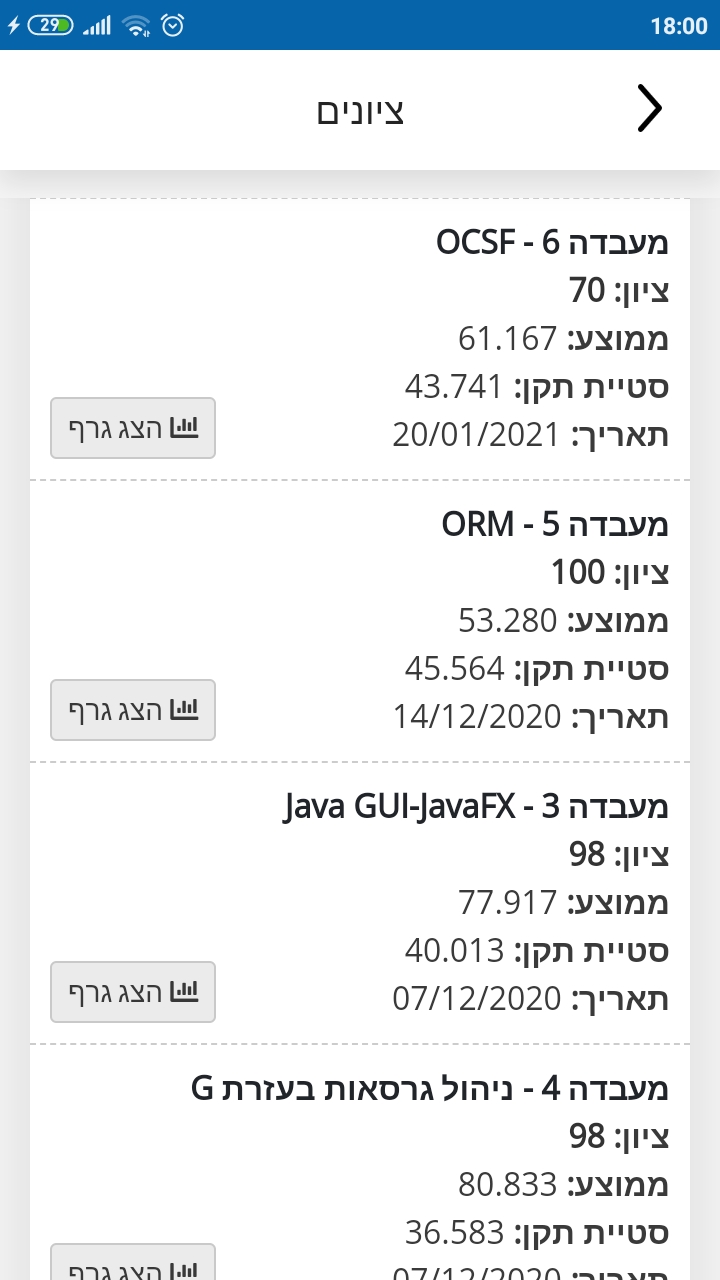 29
18:00
ציונים
מעבדה 6 - OCSF
ציון: 70
ממוצע: 61.167
סטיית תקן: 43.741
תאריך: 20/01/2021
הצג גרף
מעבדה 5 - ORM
ציון: 100
ממוצע: 53.280
סטיית תקן: 45.564
תאריך: 14/12/2020
הצג גרף
מעבדה 3 - Java GUI-JavaFX
ציון: 98
ממוצע: 77.917
סטיית תקן: 40.013
תאריך: 07/12/2020
הצג גרף
מעבדה 4 - ניהול גרסאות בעזרת G
ציון: 98
ממוצע: 80.833
סטיית תקן: 36.583
תאריך: 07/12/2020
הצג גרף